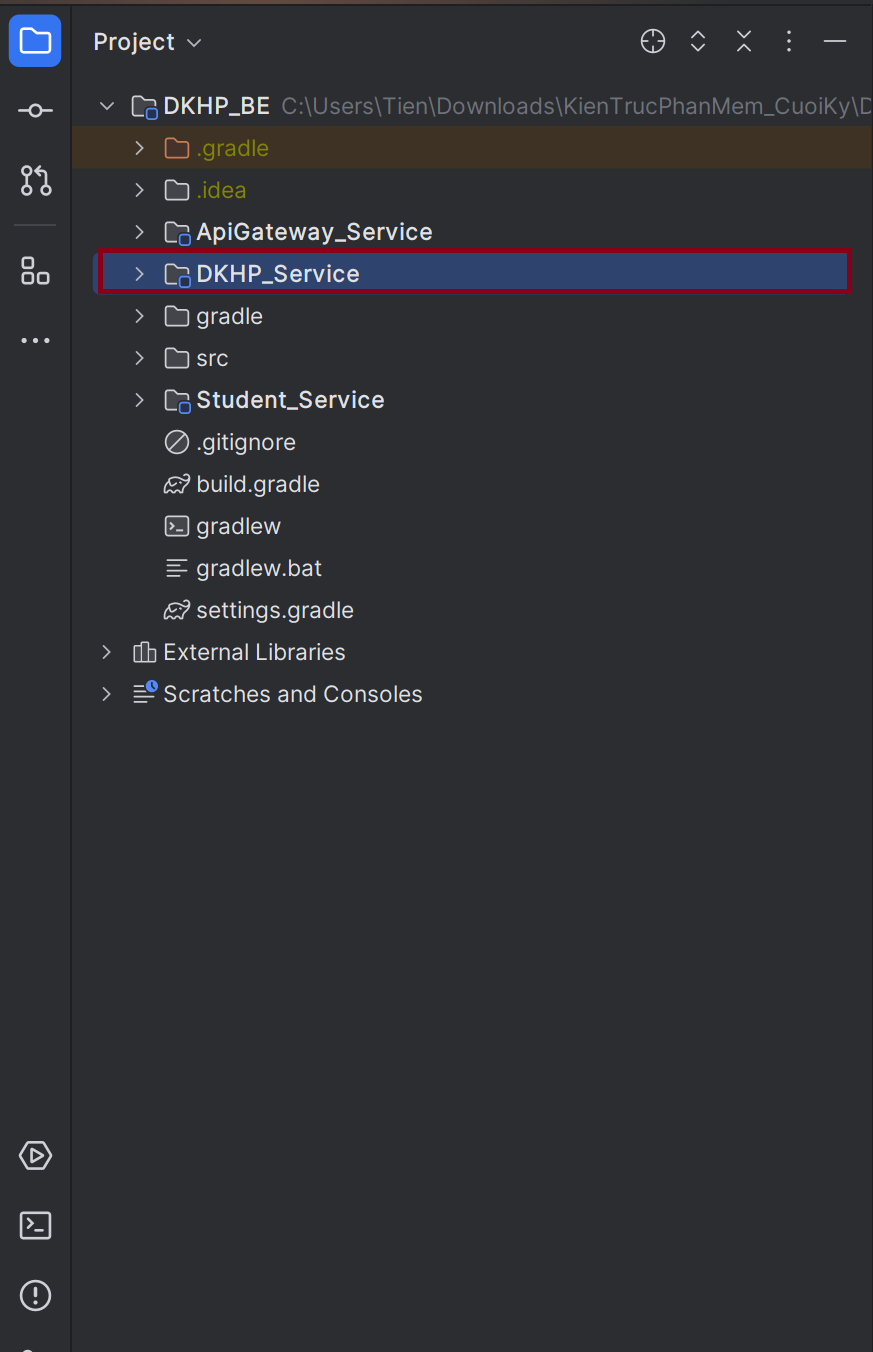 Project
DKHP_BE C:\Users\Tien\Downloads\KienTrucPhanMem_CuoiKy\D
.gradle
.idea
ApiGateway_Service
DKHP_Service
gradle
src
Student_Service
.gitignore
build.gradle
gradlew
gradlew.bat
settings.gradle
External Libraries
Scratches and Consoles